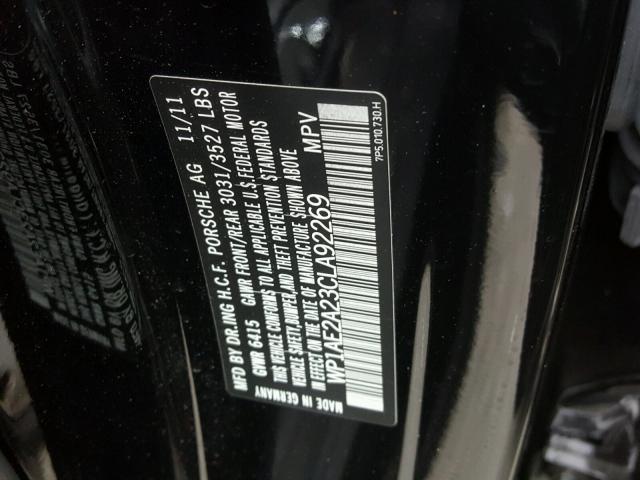 MFD BY DR.ING H.C.F. PORSCHE AG 11/11
GVWR 6415 GAWR FRONT/REAR 3031/3527 LBS
THIS VEHICLE CONFORMS TO ALL APPLICABLE U.S.FEDERAL MOTOR
VEHICLE SAFETY,BUMPER,AND THEFT PREVENTION STANDARDS
IN EFFECT ON THE DATE OF MANUFACTURE SHOWN ABOVE.
WP1AE2A23CLA92269 MPV
MADE IN GERMANY
7P5.010.730.H